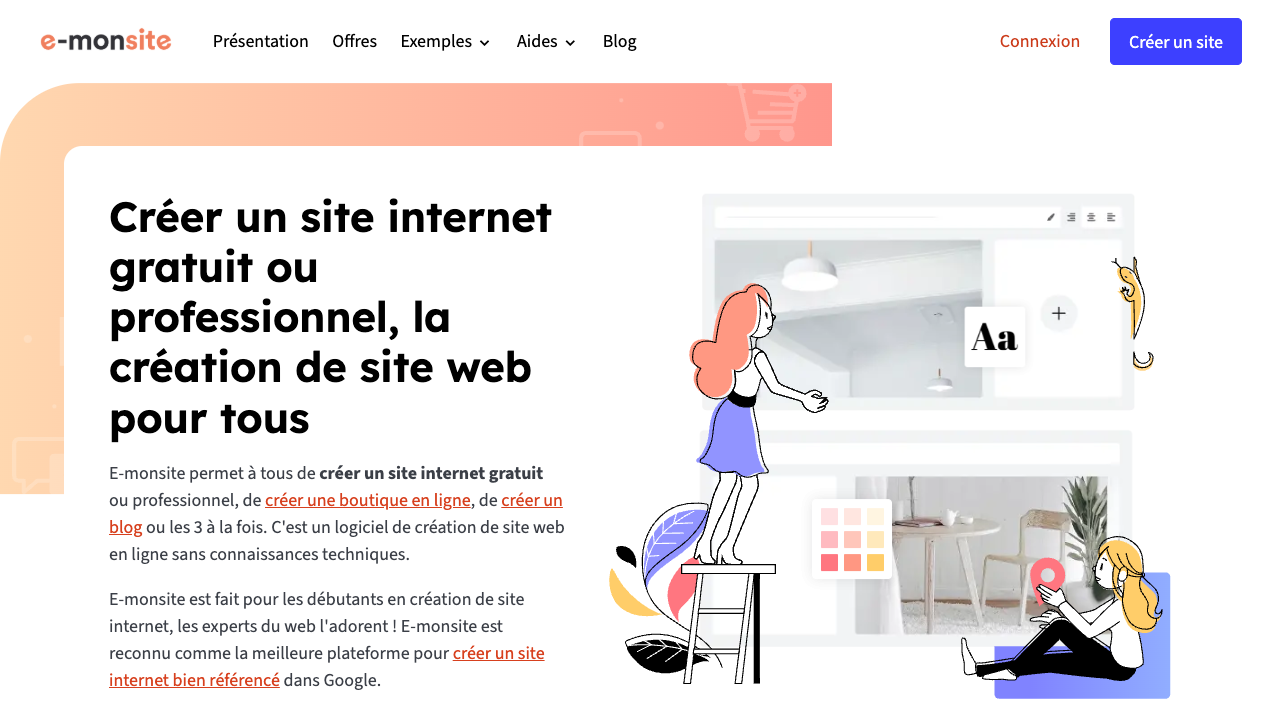 e-monsite
Présentation
Offres
Exemples
Aides
Blog
Connexion
Créer un site
Créer un site internet
gratuit ou
professionnel, la
création de site web
pour tous
E-monsite permet à tous de créer un site internet gratuit
ou professionnel, de créer une boutique en ligne, de créer un
blog ou les 3 à la fois. C'est un logiciel de création de site web
en ligne sans connaissances techniques.
E-monsite est fait pour les débutants en création de site
internet, les experts du web l'adorent ! E-monsite est
reconnu comme la meilleure plateforme pour créer un site
internet bien référencé dans Google.
Aa